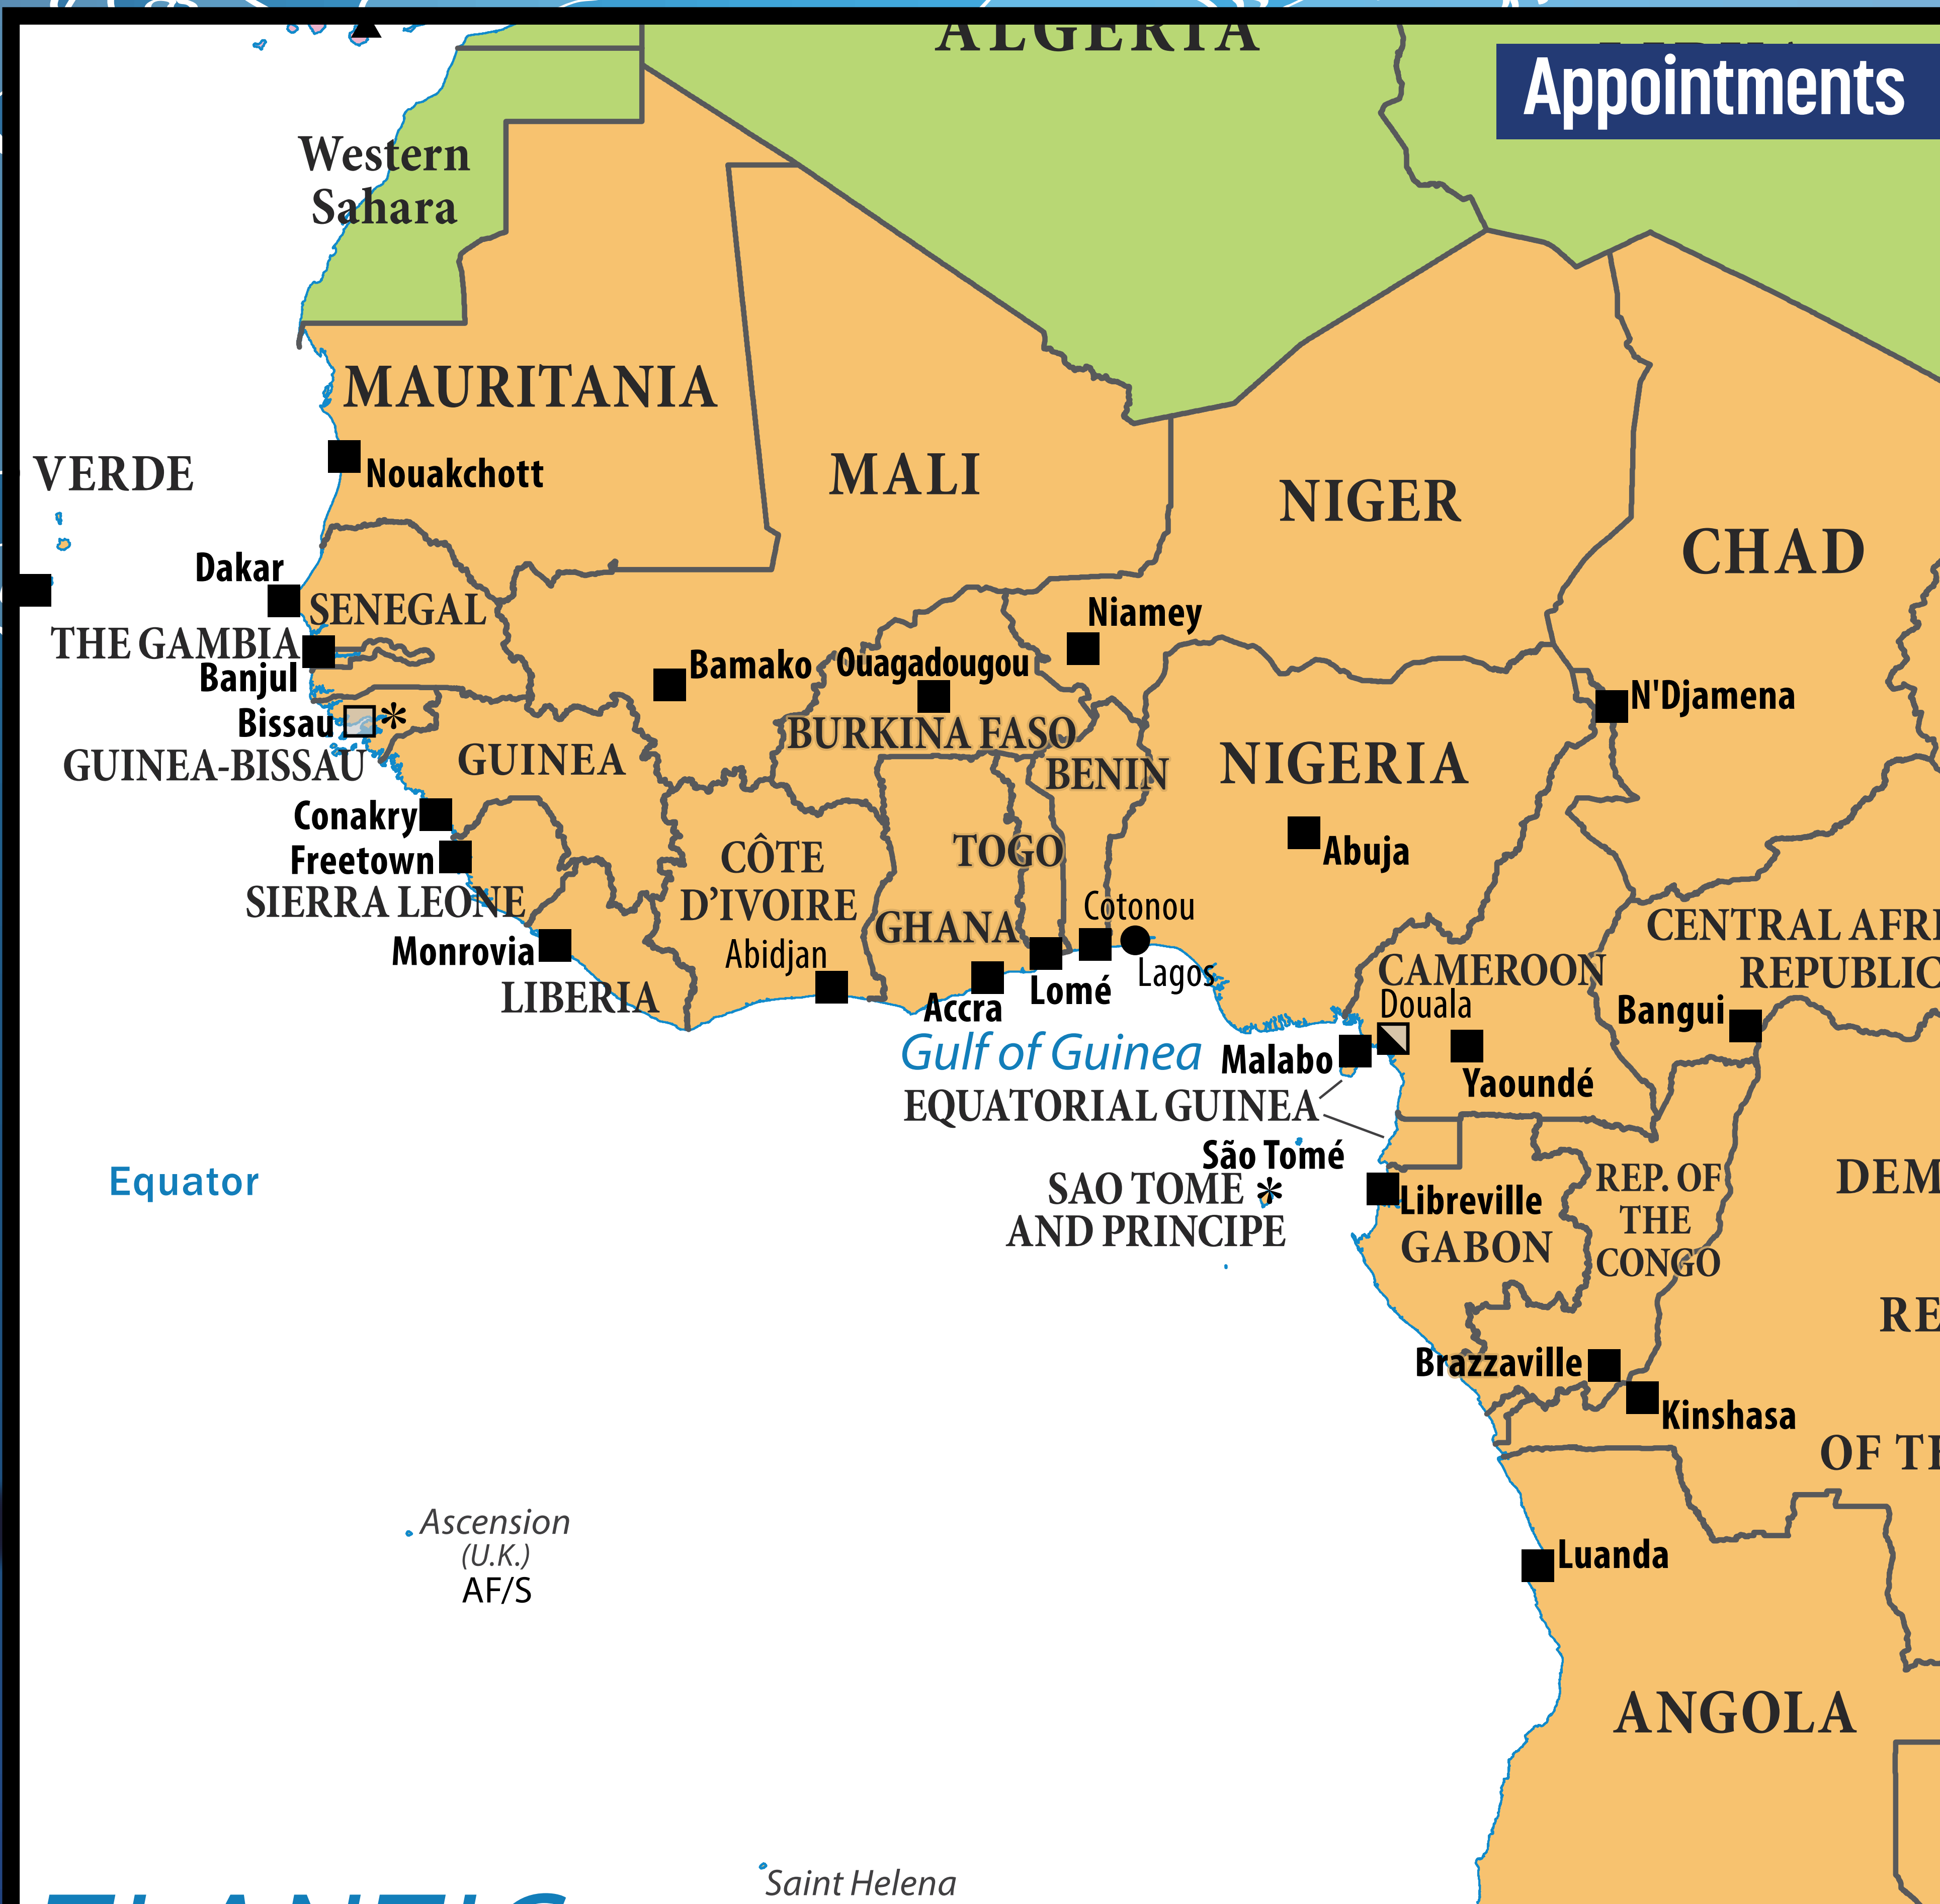 ALGERIA
Appointments
Western
Sahara
MAURITANIA
Nouakchott
VERDE
MALI
NIGER
CHAD
Dakar
SENEGAL
THE GAMBIA
Banjul
Niamey
Bamako
Ouagadougou
N'Djamena
Bissau *
GUINEA-BISSAU
GUINEA
BURKINA FASO
BENIN
NIGERIA
Conakry
Freetown
SIERRA LEONE
CÔTE
D’IVOIRE
TOGO
Abuja
GHANA
Cotonou
CENTRAL AFRI
REPUBLIC
Monrovia
LIBERIA
Abidjan
Accra
Lomé
Lagos
CAMEROON
Douala
Bangui
Gulf of Guinea
Malabo
Yaoundé
EQUATORIAL GUINEA
São Tomé
SAO TOME *
AND PRINCIPE
Equator
Libreville
GABON
REP. OF
THE
CONGO
DEM
RE
Brazzaville
Kinshasa
OF TH
Ascension
(U.K.)
AF/S
Luanda
ANGOLA
Saint Helena